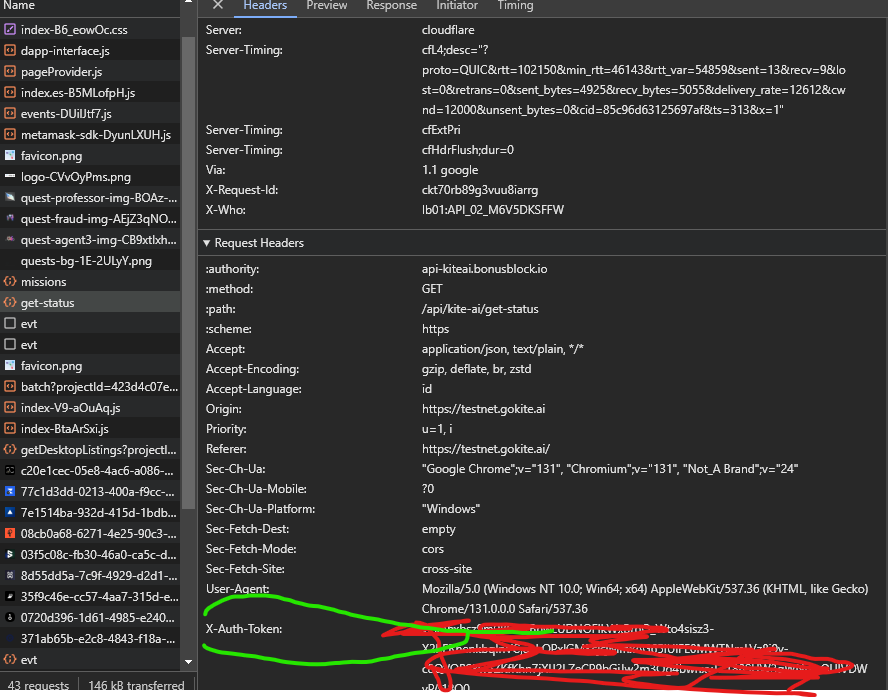 Name
Headers Preview Response Initiator Timing
index-B6_eowOc.css
dapp-interface.js
pageProvider.js
index.es-B5MLofpH.js
events-DUiUtf7.js
metamask-sdk-DyunLXUH.js
favicon.png
logo-CVvOyPms.png
quest-professor-img-BOAz-...
quest-fraud-img-AEjZ3qNO...
quest-agent3-img-CB9xtlxh...
quests-bg-1E-2ULyY.png
missions
get-status
evt
evt
favicon.png
batch?projectId=423d4c07e...
index-V9-aOuAq.js
index-BtaArSxi.js
getDesktopListings?projectI...
c20e1cec-05e8-4ac6-a086-...
77c1d3dd-0213-400a-f9cc-...
7e1514ba-932d-415d-1bdb...
08cb0a68-6271-4e25-90c3-...
03f5c08c-fb30-46a0-ca5c-d...
8d55dd5a-7c9f-4929-d2d1-...
35f9c46e-cc57-4aa7-315d-e...
0720d396-1d61-4985-e240...
371ab65b-e2c8-4843-f18a-...
evt
43 requests 146 kB transferred
Server: cloudflare
Server-Timing: cfL4;desc="?
proto=QUIC&rtt=102150&min_rtt=46143&rtt_var=54859&sent=13&recv=9&lo
st=0&retrans=0&sent_bytes=4925&recv_bytes=5055&delivery_rate=12612&cw
nd=12000&unsent_bytes=0&cid=85c96d63125697af&ts=313&x=1"
Server-Timing: cfExtPri
Server-Timing: cfHdrFlush;dur=0
Via: 1.1 google
X-Request-Id: ckt70rb89g3vuu8iarrg
X-Who: lb01:API_02_M6V5DKSFFW
Request Headers
:authority: api-kiteai.bonusblock.io
:method: GET
:path: /api/kite-ai/get-status
:scheme: https
Accept: application/json, text/plain, */*
Accept-Encoding: gzip, deflate, br, zstd
Accept-Language: id
Origin: https://testnet.gokite.ai
Priority: u=1, i
Referer: https://testnet.gokite.ai/
Sec-Ch-Ua: "Google Chrome";v="131", "Chromium";v="131", "Not_A Brand";v="24"
Sec-Ch-Ua-Mobile: ?0
Sec-Ch-Ua-Platform: "Windows"
Sec-Fetch-Dest: empty
Sec-Fetch-Mode: cors
Sec-Fetch-Site: cross-site
User-Agent: Mozilla/5.0 (Windows NT 10.0; Win64; x64) AppleWebKit/537.36 (KHTML, like Gecko)
Chrome/131.0.0.0 Safari/537.36
X-Auth-Token: